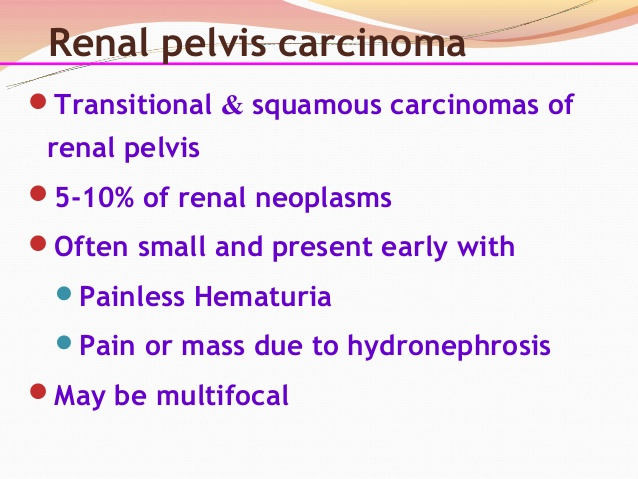 Renal pelvis carcinoma
Transitional & squamous carcinomas of
renal pelvis
5-10% of renal neoplasms
Often small and present early with
Painless Hematuria
Pain or mass due to hydronephrosis
May be multifocal